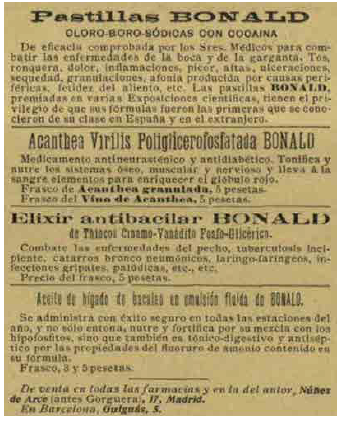 Pastillas BONALD
CLORO-BORO-SÓDICAS CON COCAINA
De eficacia comprobada por los Sres. Médicos para com-
batir las enfermedades de la boca y de la garganta. Tos,
ronquera, dolor, inflamaciones, picor, aftas, ulceraciones,
sequedad, granulaciones, afonía producida por causas peri-
féricas, fetidez del aliento, etc. Las pastillas BONALD,
premiadas en varias Exposiciones científicas, tienen el pri-
vilegio de que sus fórmulas fueron las primeras que se cono-
cieron de su clase en España y en el extranjero.
Acanthea Virilis Poliglicerofosfatada BONALD
Medicamento antineurasténico y antidiabético. Tonifica y
nutre los sistemas óseo, muscular y nervioso y lleva á la
sangre elementos para enriquecer el glóbulo rojo.
Frasco de Acanthea granulada, 5 pesetas.
Frasco del Vino de Acanthea, 5 pesetas.
Elixir antibacilar BONALD
de Thiocol Cinamo-Vanádico Fosfo-Glicérico.
Combate las enfermedades del pecho, tuberculosis inci-
piente, catarros bronco neumónicos, laringo-faríngeos, in-
fecciones gripales, palúdicas, etc., etc.
Precio del frasco, 5 pesetas.
Aceite de hígado de bacalao en emulsión fluida de BONALD.
Se administra con éxito seguro en todas las estaciones del
año, y no sólo entona, nutre y fortifica por su mezcla con los
hipofosfitos, sino que también es tónico-digestivo y antisép-
tico por las propiedades del fluoruro de amonio contenido en
su fórmula.
Frasco, 3 y 5 pesetas.
De venta en todas las farmacias y en la del autor, Núñez
de Arce (antes Gorguera), 17, Madrid.
En Barcelona, Guignás, 5.